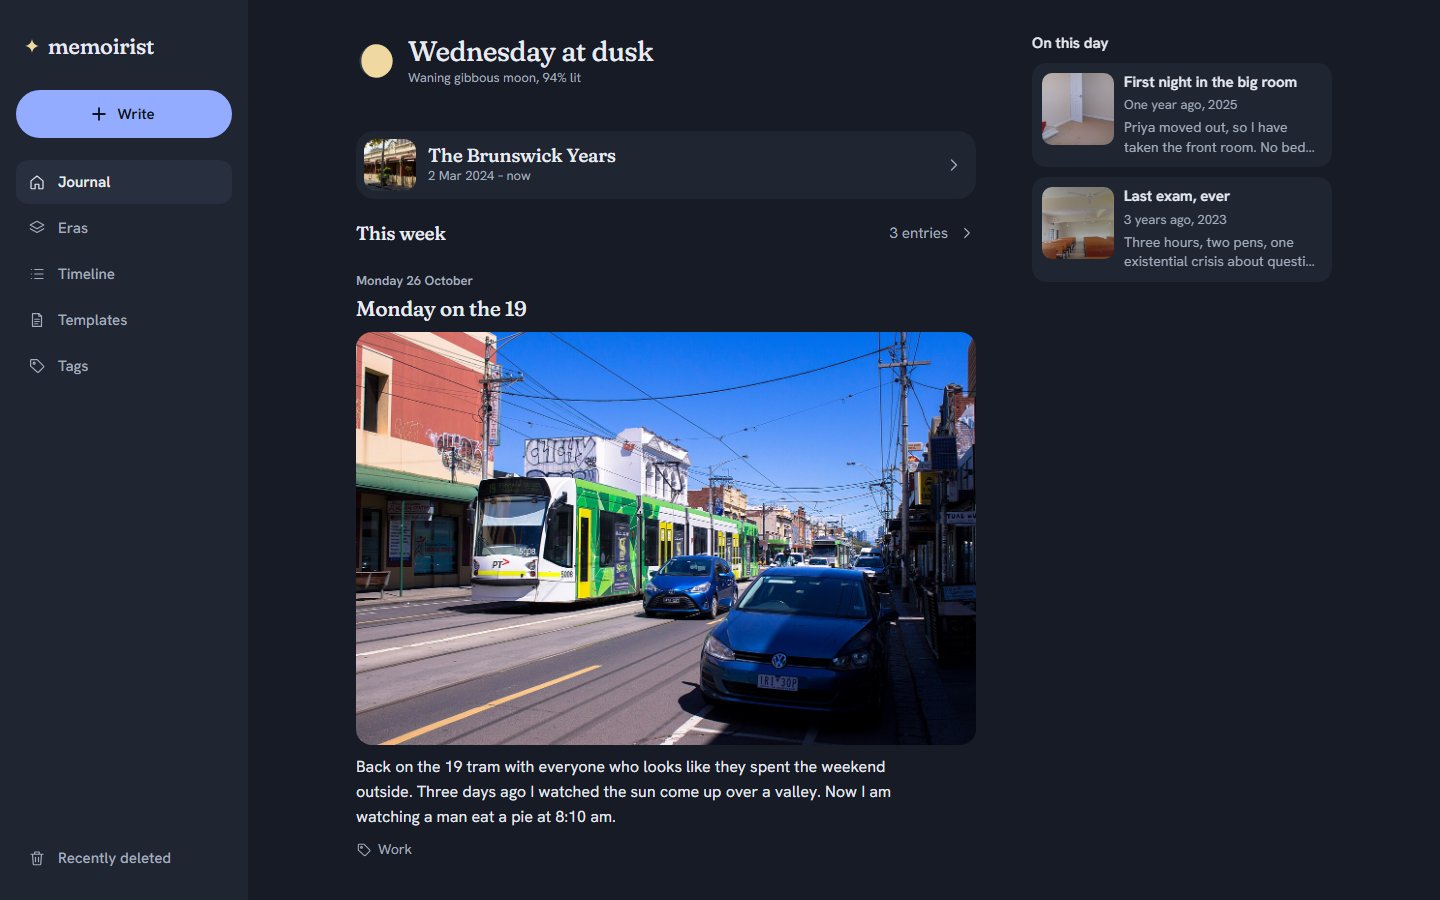 memoirist
Write
Journal
Eras
Timeline
Templates
Tags
Recently deleted
Wednesday at dusk
Waning gibbous moon, 94% lit
The Brunswick Years
2 Mar 2024 – now
This week
3 entries
Monday 26 October
Monday on the 19
PT
5008
5008
Back on the 19 tram with everyone who looks like they spent the weekend
outside. Three days ago I watched the sun come up over a valley. Now I am
watching a man eat a pie at 8:10 am.
Work
On this day
First night in the big room
One year ago, 2025
Priya moved out, so I have
taken the front room. No bed…
Last exam, ever
3 years ago, 2023
Three hours, two pens, one
existential crisis about questi…